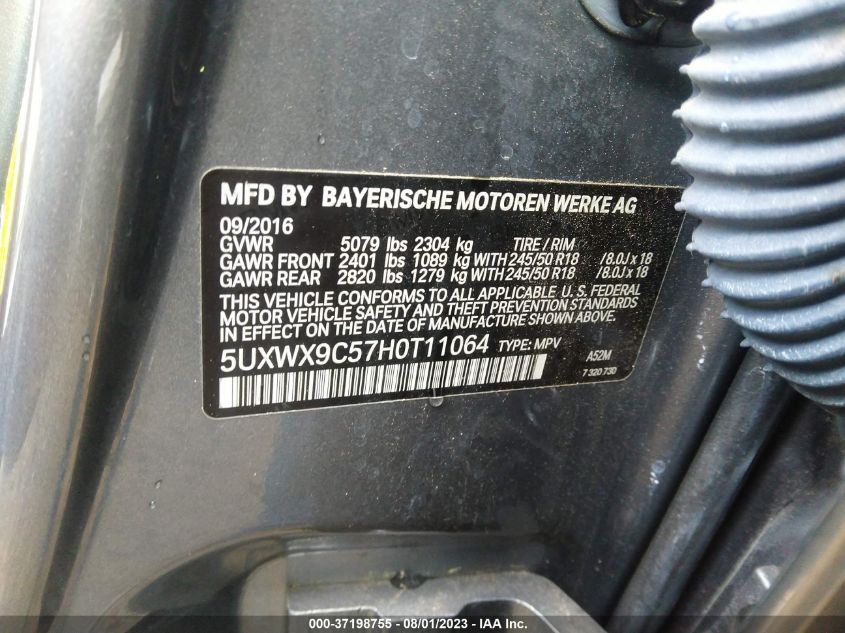 MFD BY BAYERISCHE MOTOREN WERKE AG
09/2016
GVWR 5079 lbs 2304 kg TIRE / RIM
GAWR FRONT 2401 lbs 1089 kg WITH 245/50 R18 /8.0J x 18
GAWR REAR 2820 lbs 1279 kg WITH 245/50 R18 /8.0J x 18
THIS VEHICLE CONFORMS TO ALL APPLICABLE U. S. FEDERAL
MOTOR VEHICLE SAFETY AND THEFT PREVENTION STANDARDS
IN EFFECT ON THE DATE OF MANUFACTURE SHOWN ABOVE.
5UXWX9C57H0T11064 TYPE: MPV A52M
7 320 730
000-37198755 - 08/01/2023 - IAA Inc.